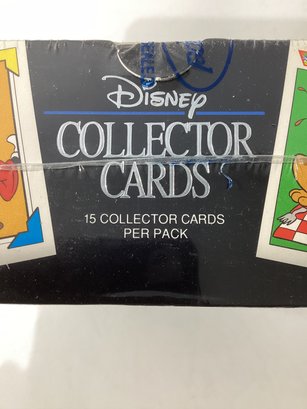 DISNEY
COLLECTOR
CARDS
15 COLLECTOR CARDS
PER PACK